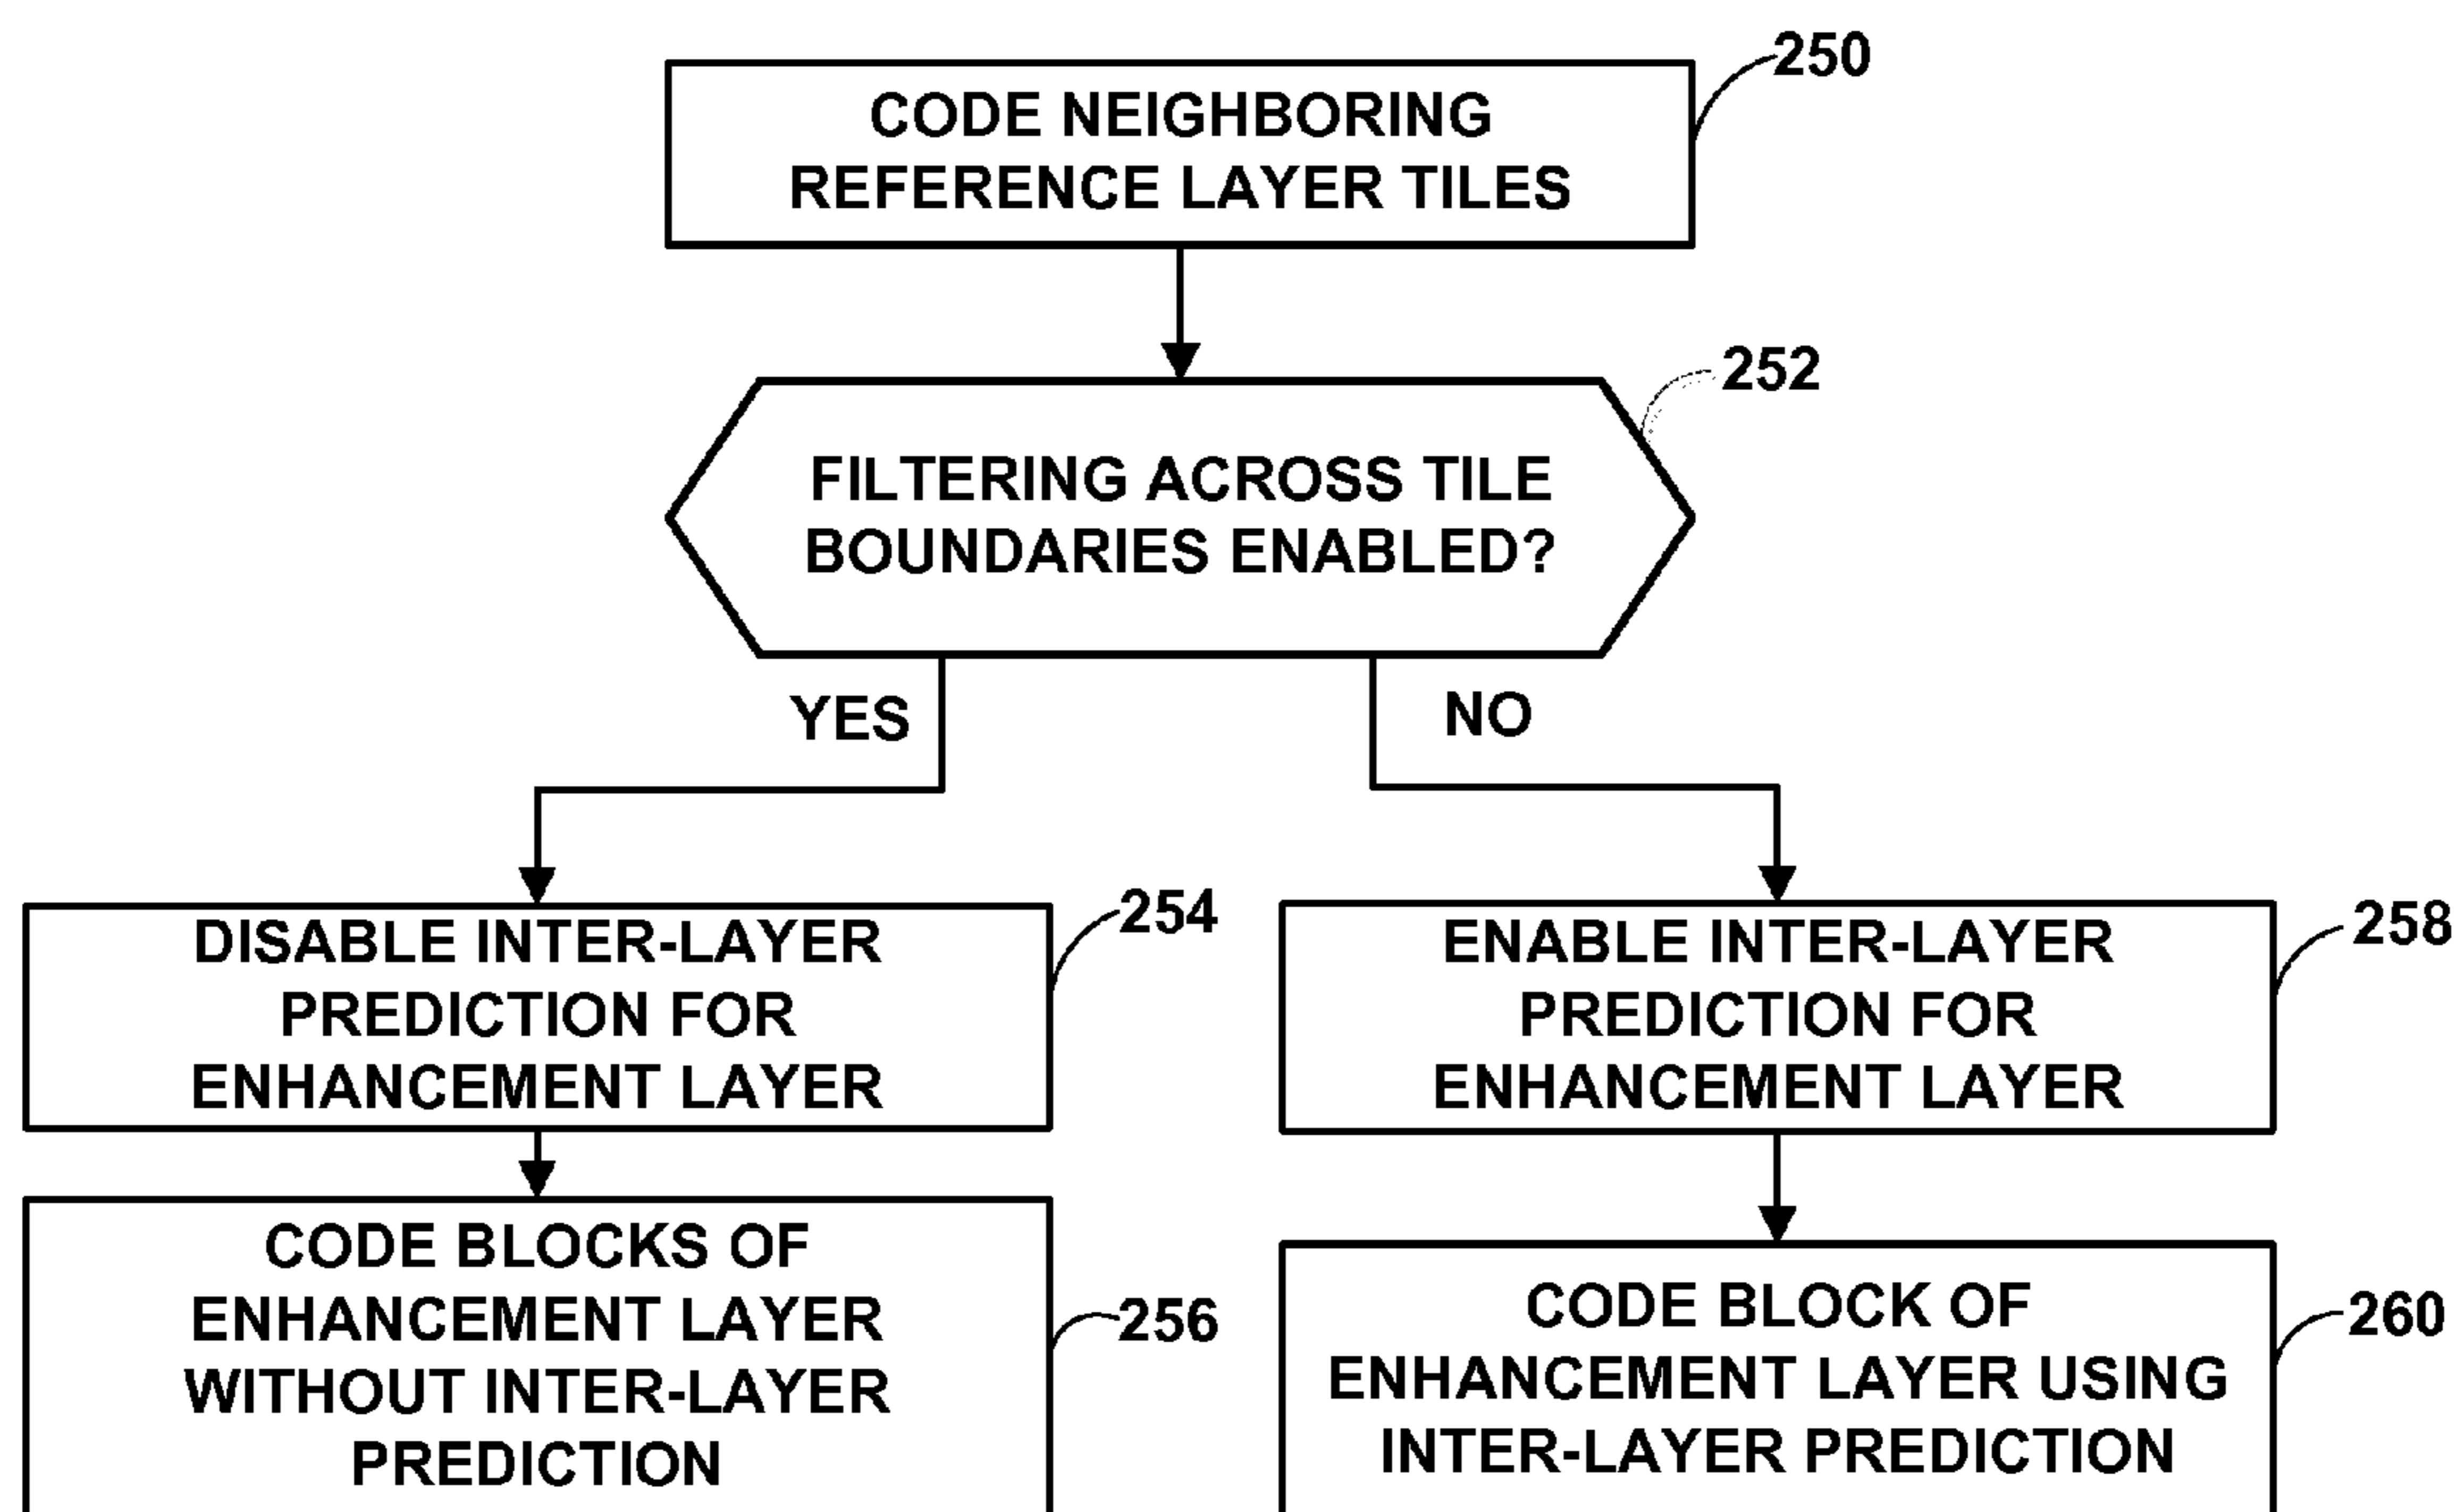 250
CODE NEIGHBORING
REFERENCE LAYER TILES
252
FILTERING ACROSS TILE
BOUNDARIES ENABLED?
YES
NO
254
DISABLE INTER-LAYER
PREDICTION FOR
ENHANCEMENT LAYER
258
ENABLE INTER-LAYER
PREDICTION FOR
ENHANCEMENT LAYER
CODE BLOCKS OF
ENHANCEMENT LAYER
WITHOUT INTER-LAYER
PREDICTION
256
CODE BLOCK OF
ENHANCEMENT LAYER USING
INTER-LAYER PREDICTION
260